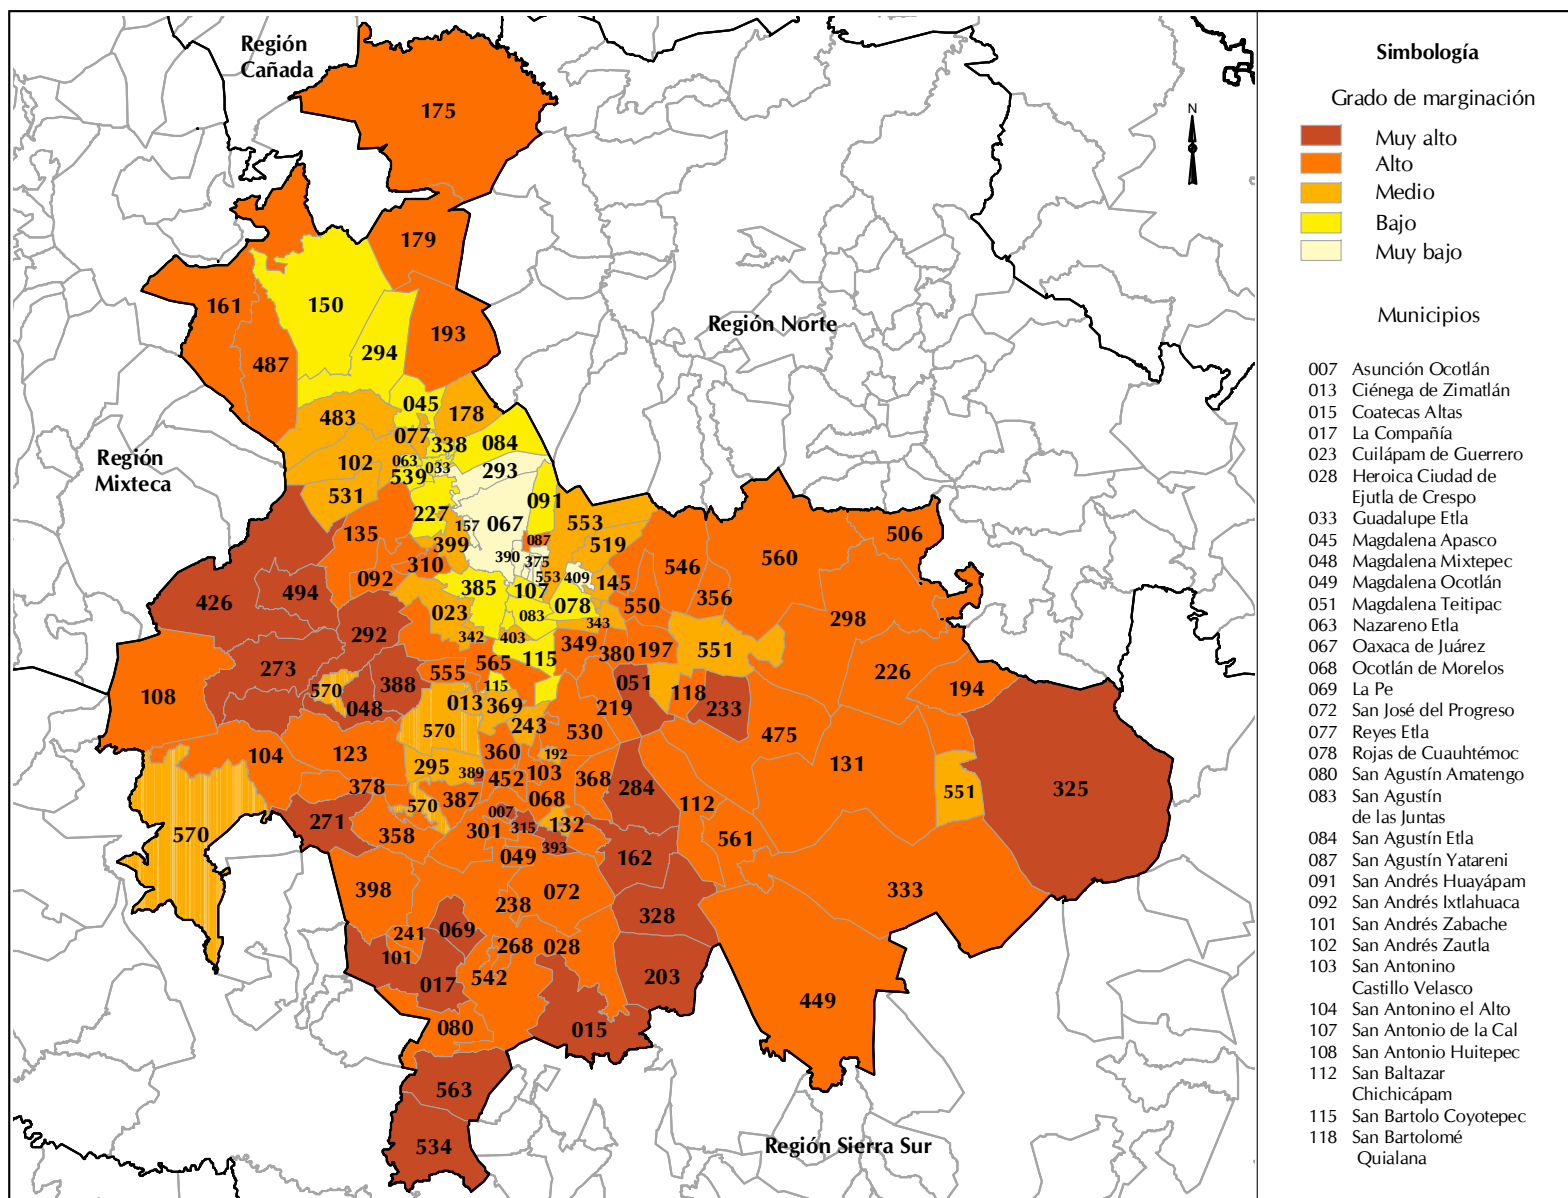 Región
Cañada
175
N
179
161
150
193
294
487
Región Norte
045
178
483
077
338
084
Región
Mixteca
102
063
033
293
539
531
091
227
157
067
553
135
087
506
399
519
560
390
375
310
546
092
553
409
145
385
107
494
356
426
550
078
023
083
298
343
292
342
403
349
380
197
551
565
115
273
555
226
051
388
570
115
118
194
108
013
369
048
219
233
243
570
530
475
360
192
104
123
131
295
389
103
452
368
378
284
325
551
387
068
112
570
007
271
315
132
301
358
570
561
393
049
162
398
072
333
238
328
069
241
268
028
101
542
017
203
449
080
015
563
534
Región Sierra Sur
Simbología
Grado de marginación
Muy alto
Alto
Medio
Bajo
Muy bajo
Municipios
007 Asunción Ocotlán
013 Ciénega de Zimatlán
015 Coatecas Altas
017 La Compañía
023 Cuilápam de Guerrero
028 Heroica Ciudad de
Ejutla de Crespo
033 Guadalupe Etla
045 Magdalena Apasco
048 Magdalena Mixtepec
049 Magdalena Ocotlán
051 Magdalena Teitipac
063 Nazareno Etla
067 Oaxaca de Juárez
068 Ocotlán de Morelos
069 La Pe
072 San José del Progreso
077 Reyes Etla
078 Rojas de Cuauhtémoc
080 San Agustín Amatengo
083 San Agustín
de las Juntas
084 San Agustín Etla
087 San Agustín Yatareni
091 San Andrés Huayápam
092 San Andrés Ixtlahuaca
101 San Andrés Zabache
102 San Andrés Zautla
103 San Antonino
Castillo Velasco
104 San Antonino el Alto
107 San Antonio de la Cal
108 San Antonio Huitepec
112 San Baltazar
Chichicápam
115 San Bartolo Coyotepec
118 San Bartolomé
Quialana